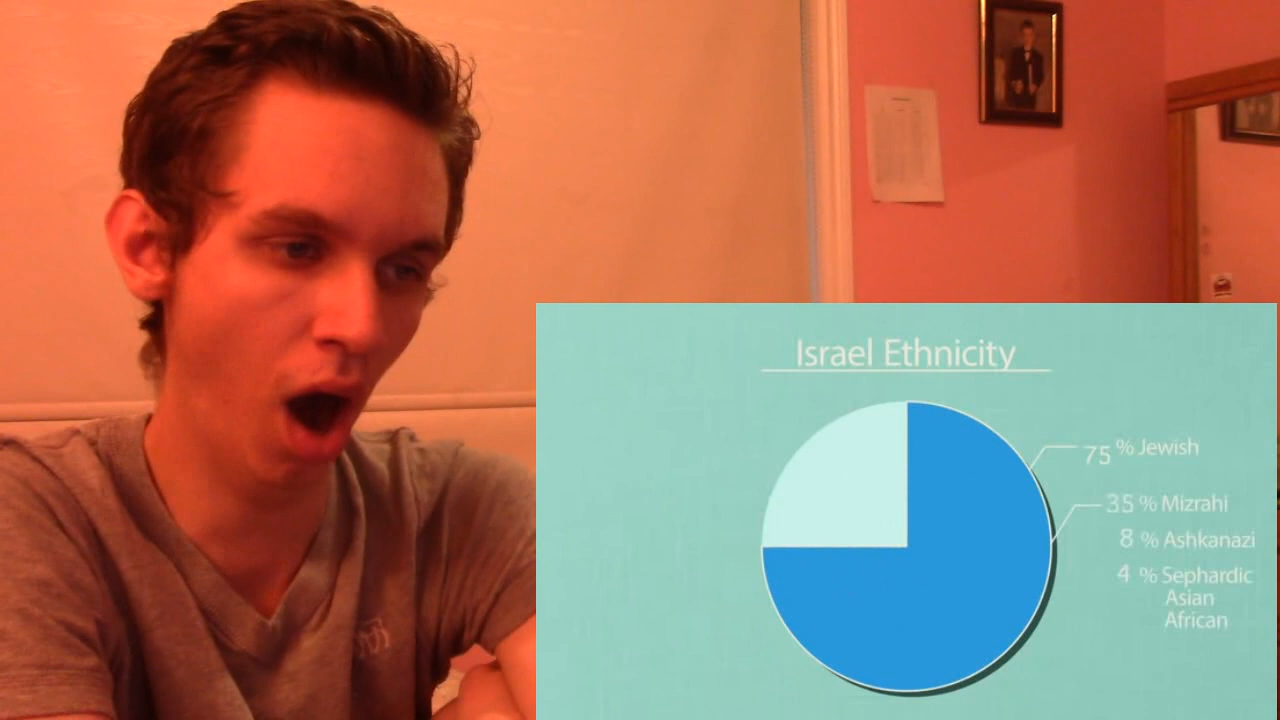 Israel Ethnicity
75 % Jewish
35 % Mizrahi
8 % Ashkanazi
4 % Sephardic
Asian
African